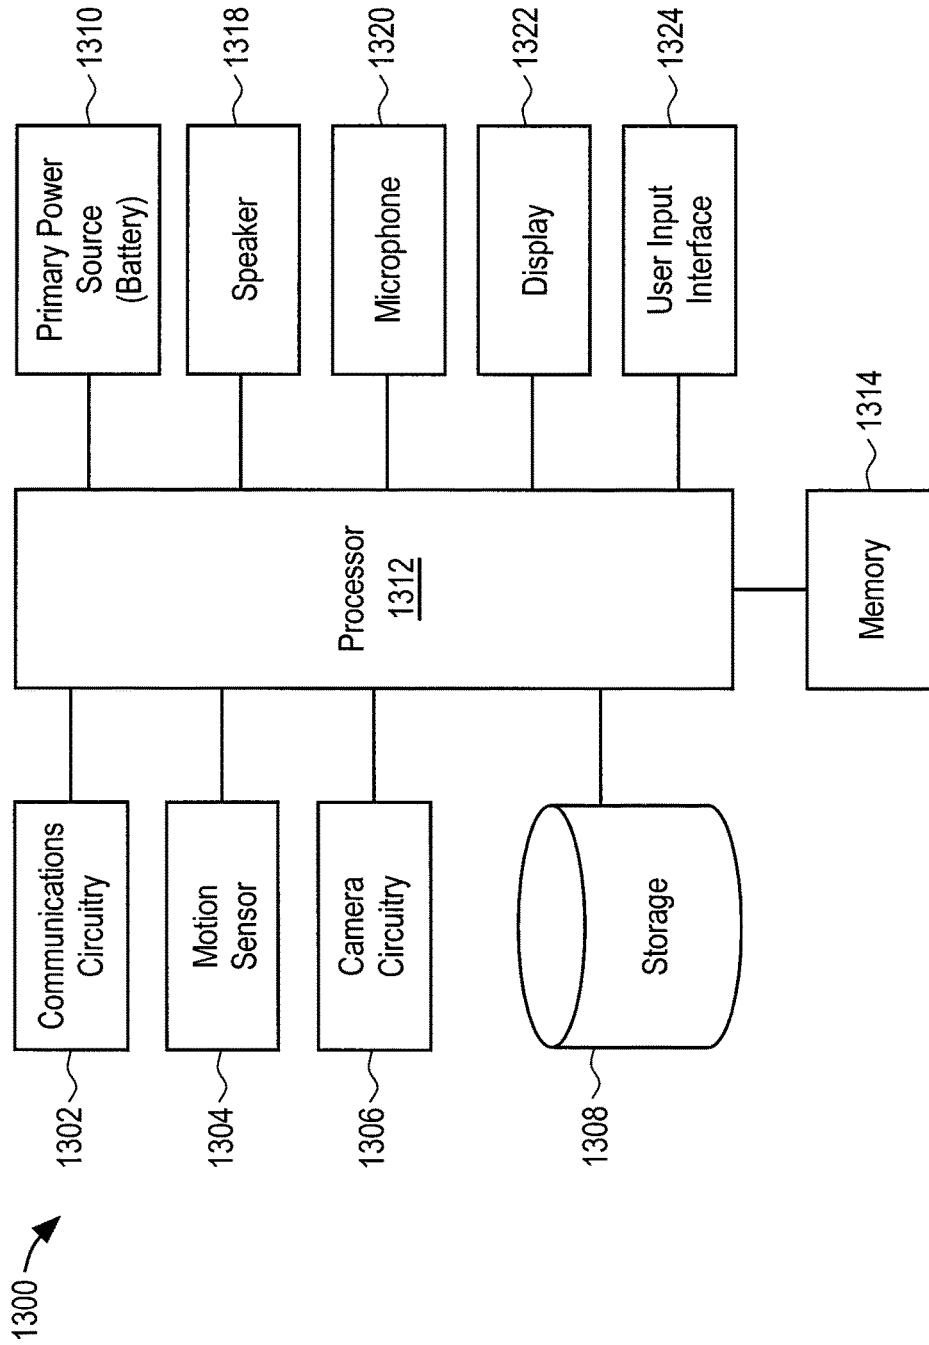 1300
1302
Communications
Circuitry
1304
Motion
Sensor
1306
Camera
Circuitry
1308
Storage
Processor
1312
Primary Power
Source
(Battery)
1310
Speaker
1318
Microphone
1320
Display
1322
User Input
Interface
1324
Memory
1314